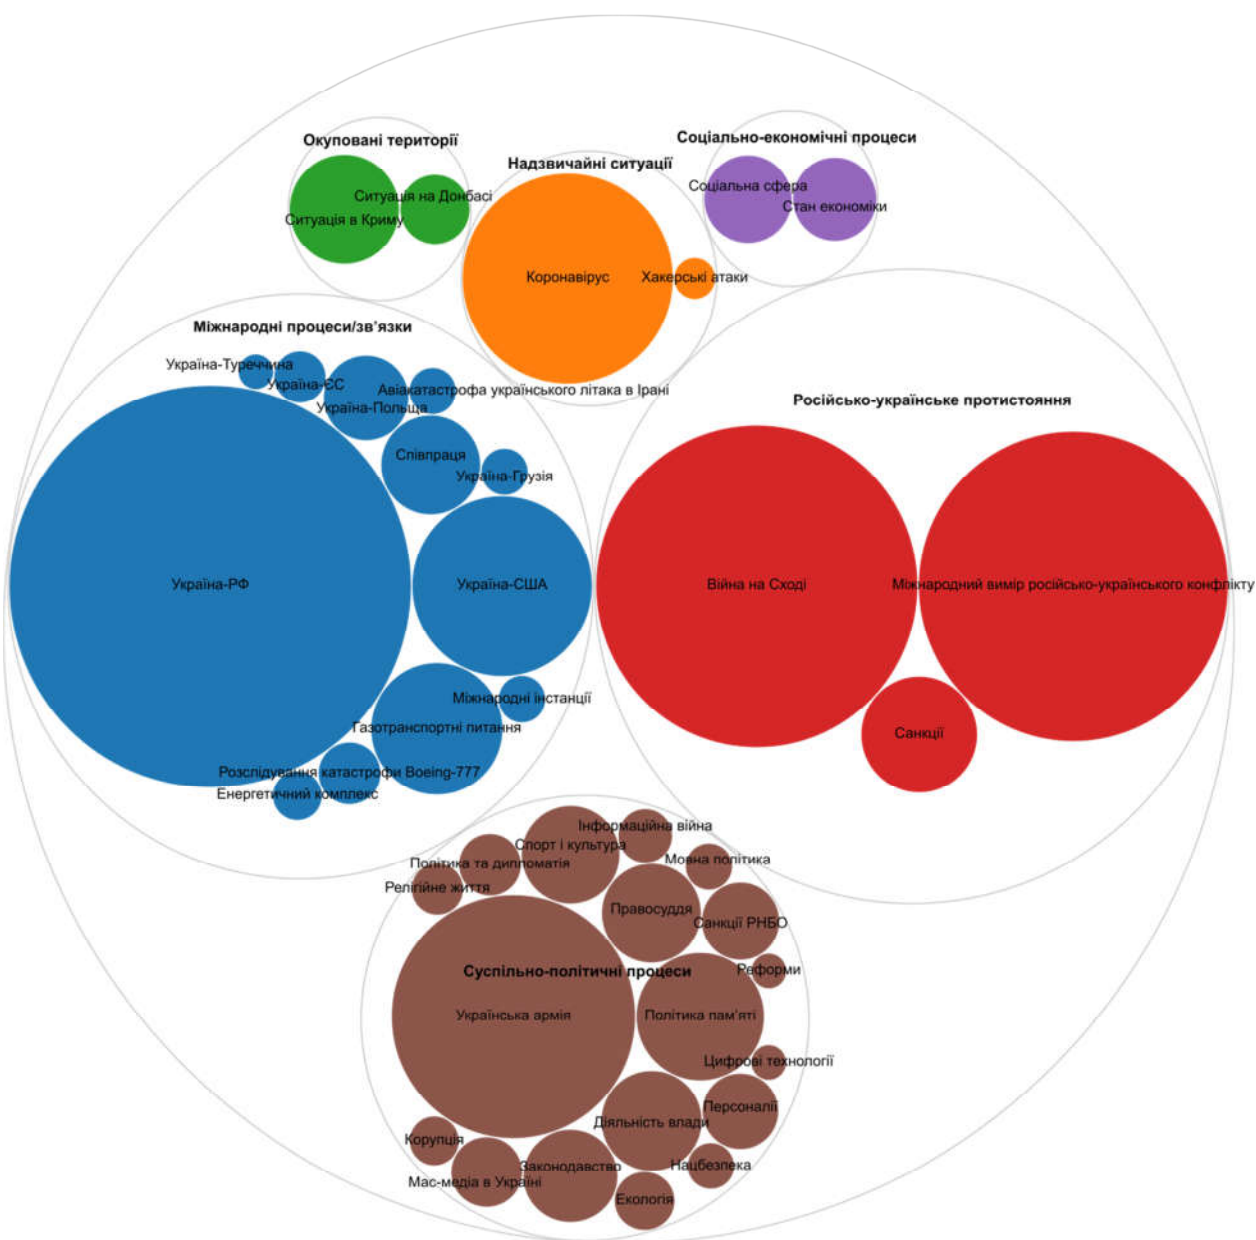 Окуповані території
Ситуація на Донбасі
Ситуація в Криму
Надзвичайні ситуації
Коронавірус
Хакерські атаки
Соціально-економічні процеси
Соціальна сфера
Стан економіки
Міжнародні процеси/зв'язки
Україна-Туреччина
Україна-ЄС
Авіакатастрофа українського літака в Ірані
Україна-Польща
Співпраця
Україна-Грузія
Україна-РФ
Україна-США
Міжнародні інстанції
Газотранспортні питання
Розслідування катастрофи Boeing-777
Енергетичний комплекс
Російсько-українське протистояння
Війна на Сході
Міжнародний вимір російсько-українського конфлікту
Санкції
Інформаційна війна
Спорт і культура
Політика та дипломатія
Мовна політика
Релігійне життя
Правосуддя
Санкції РНБО
Суспільно-політичні процеси
Реформи
Українська армія
Політика пам'яті
Цифрові технології
Персоналії
Діяльність влади
Корупція
Законодавство
Нацбезпека
Мас-медіа в Україні
Екологія